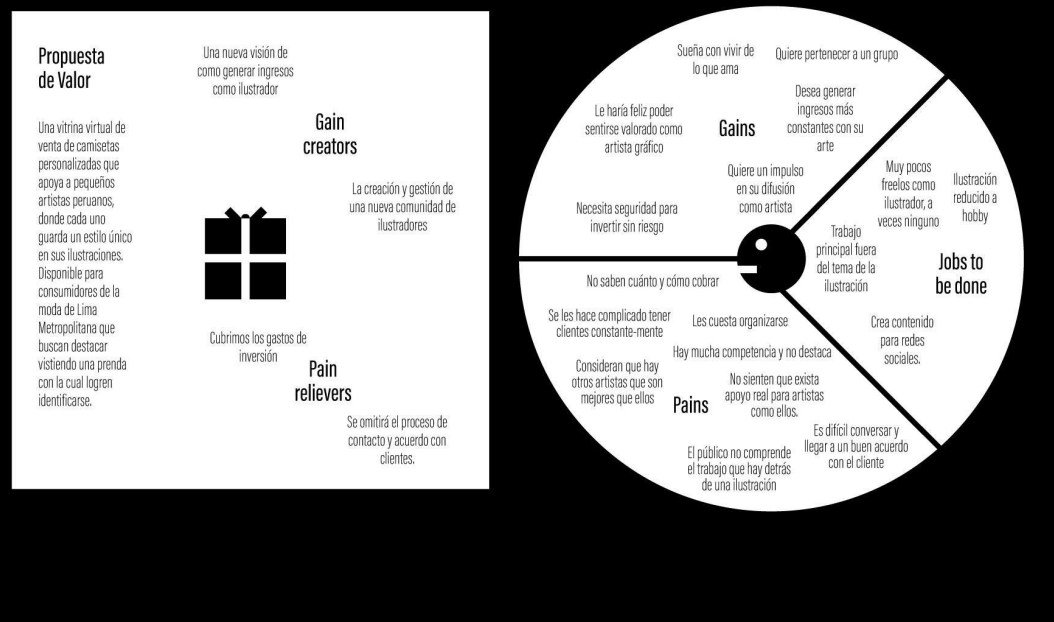 Propuesta
de Valor
Una vitrina virtual de
venta de camisetas
personalizadas que
apoya a pequeños
artistas peruanos,
donde cada uno
guarda un estilo único
en sus ilustraciones.
Disponible para
consumidores de la
moda de Lima
Metropolitana que
buscan destacar
vistiendo una prenda
con la cual logren
identificarse.
Una nueva visión de
como generar ingresos
como ilustrador
Gain
creators
La creación y gestión de
una nueva comunidad de
ilustradores
Cubrimos los gastos de
inversión
Pain
relievers
Se omitirá el proceso de
contacto y acuerdo con
clientes.
Sueña con vivir de
lo que ama
Quiere pertenecer a un grupo
Le haría feliz poder
sentirse valorado como
artista gráfico
Gains
Desea generar
ingresos más
constantes con su
arte
Quiere un impulso
en su difusión
como artista
Necesita seguridad para
invertir sin riesgo
Muy pocos
freelos como
ilustrador, a
veces ninguno
Ilustración
reducido a
hobby
Trabajo
principal fuera
del tema de la
ilustración
Jobs to
be done
Crea contenido
para redes
sociales.
No saben cuánto y cómo cobrar
Se les hace complicado tener
clientes constante-mente
Les cuesta organizarse
Hay mucha competencia y no destaca
Consideran que hay
otros artistas que son
mejores que ellos
Pains
No sienten que exista
apoyo real para artistas
como ellos.
Es difícil conversar y
llegar a un buen acuerdo
con el cliente
El público no comprende
el trabajo que hay detrás
de una ilustración